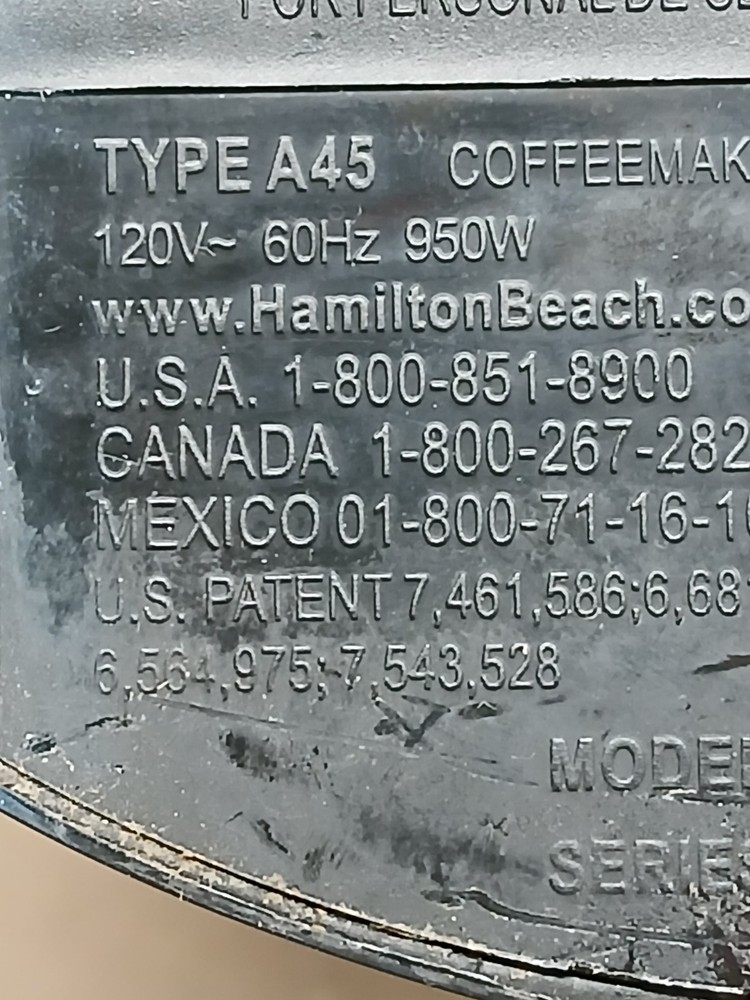 TYPE A45 COFFEEMAK
120V~ 60Hz 950W
www.HamiltonBeach.co
U.S.A. 1-800-851-8900
CANADA 1-800-267-282
MEXICO 01-800-71-16-1
U.S. PATENT 7,461,586;6,68
6,564,975; 7,543,528
MODE
SERIE